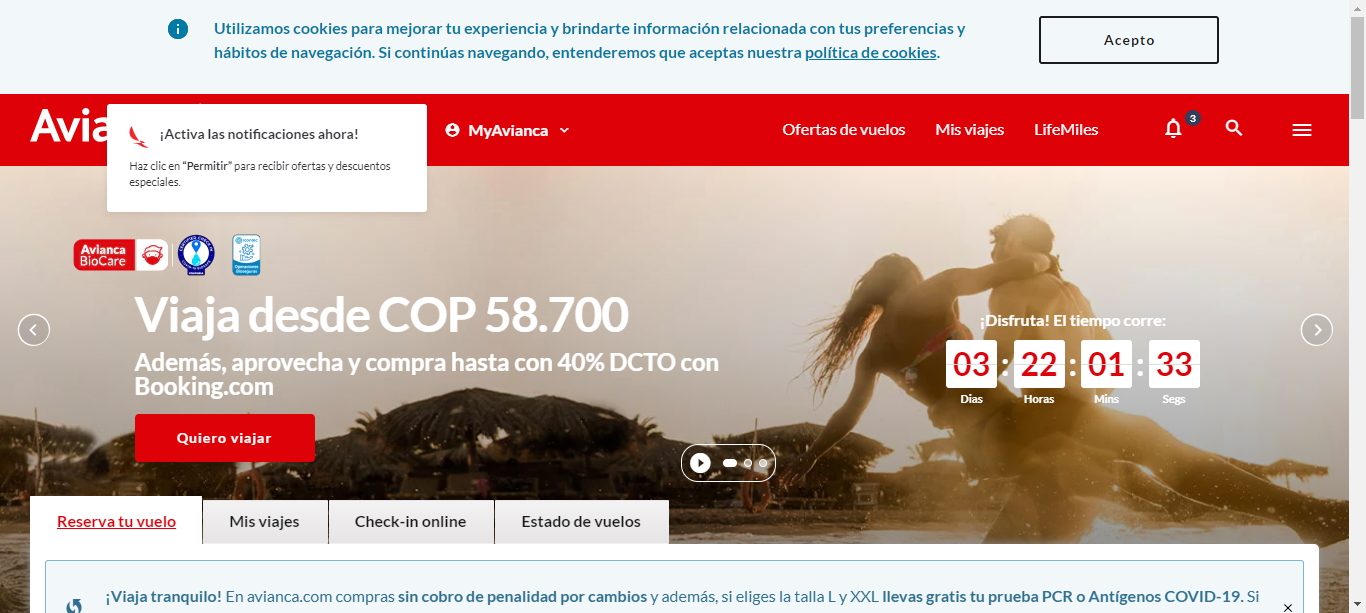 Utilizamos cookies para mejorar tu experiencia y brindarte información relacionada con tus preferencias y
hábitos de navegación. Si continúas navegando, entenderemos que aceptas nuestra política de cookies.
Acepto
Avia
¡Activa las notificaciones ahora!
Haz clic en “Permitir” para recibir ofertas y descuentos
especiales.
MyAvianca
Ofertas de vuelos
Mis viajes
LifeMiles
3
Avianca
BioCare
Viaja desde COP 58.700
Además, aprovecha y compra hasta con 40% DCTO con
Booking.com
Quiero viajar
¡Disfruta! El tiempo corre:
03 : 22 : 01 : 33
Dias Horas Mins Segs
Reserva tu vuelo
Mis viajes
Check-in online
Estado de vuelos
¡Viaja tranquilo! En avianca.com compras sin cobro de penalidad por cambios y además, si eliges la talla L y XXL llevas gratis tu prueba PCR o Antígenos COVID-19. Si